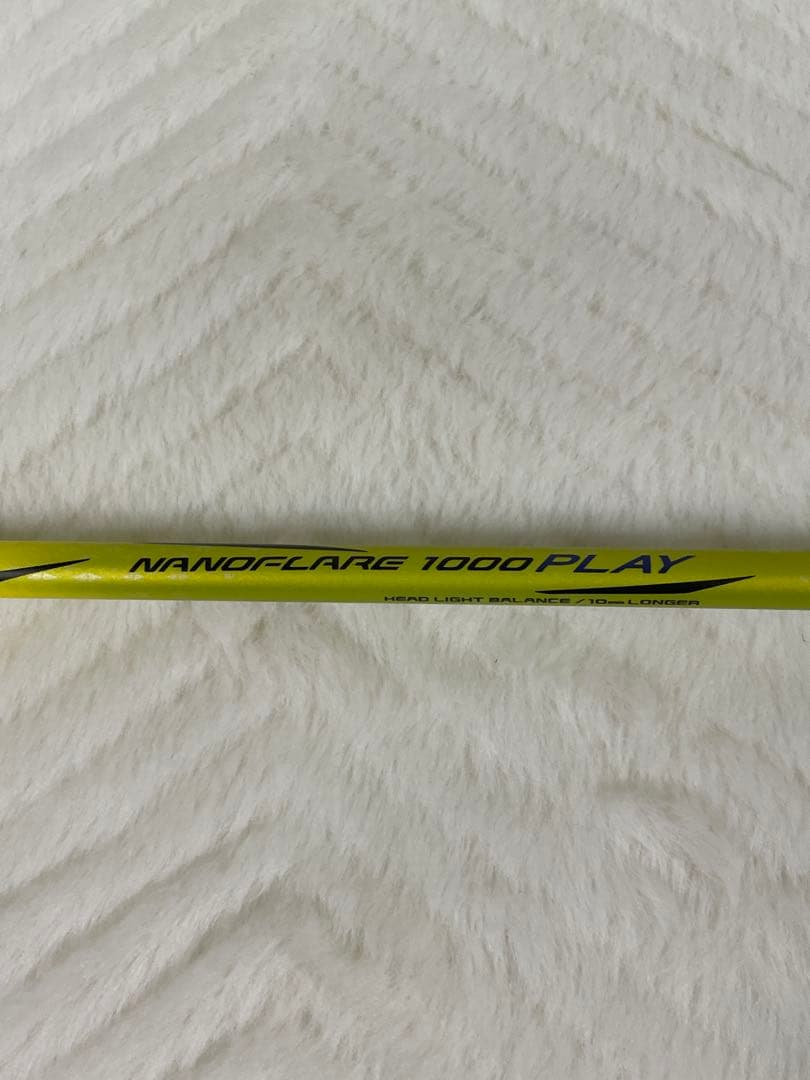 NANOFLARE 1000 PLAY
HEAD LIGHT BALANCE / 10mm LONGER